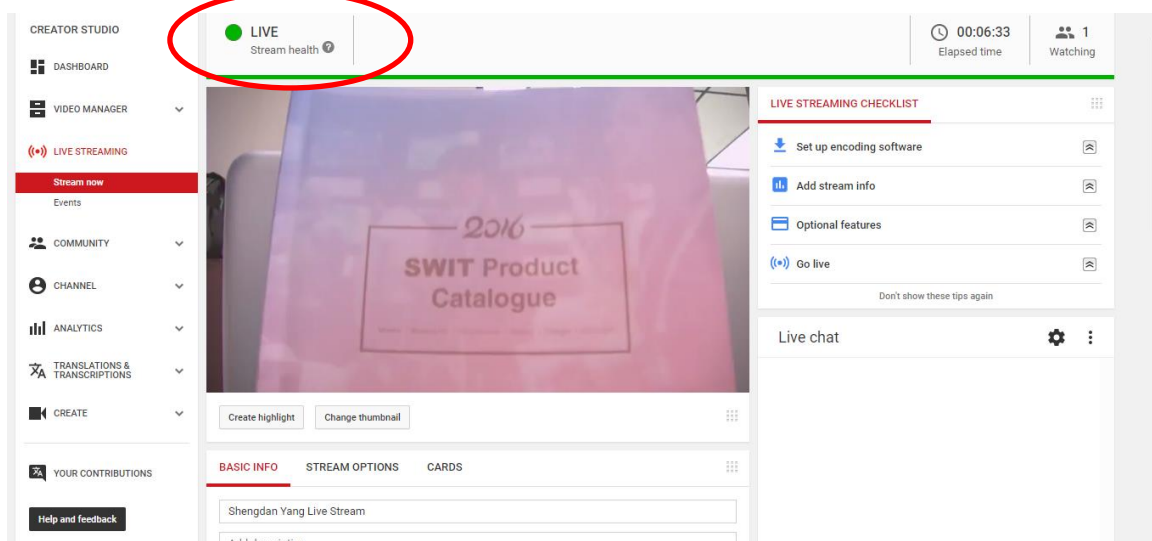 CREATOR STUDIO
DASHBOARD
VIDEO MANAGER
LIVE STREAMING
Stream now
Events
COMMUNITY
CHANNEL
ANALYTICS
TRANSLATIONS &
TRANSCRIPTIONS
CREATE
YOUR CONTRIBUTIONS
Help and feedback
LIVE
Stream health ?
00:06:33
Elapsed time
1
Watching
2016
SWIT Product
Catalogue
Create highlight
Change thumbnail
BASIC INFO
STREAM OPTIONS
CARDS
Shengdan Yang Live Stream
LIVE STREAMING CHECKLIST
Set up encoding software
Add stream info
Optional features
Go live
Don't show these tips again
Live chat